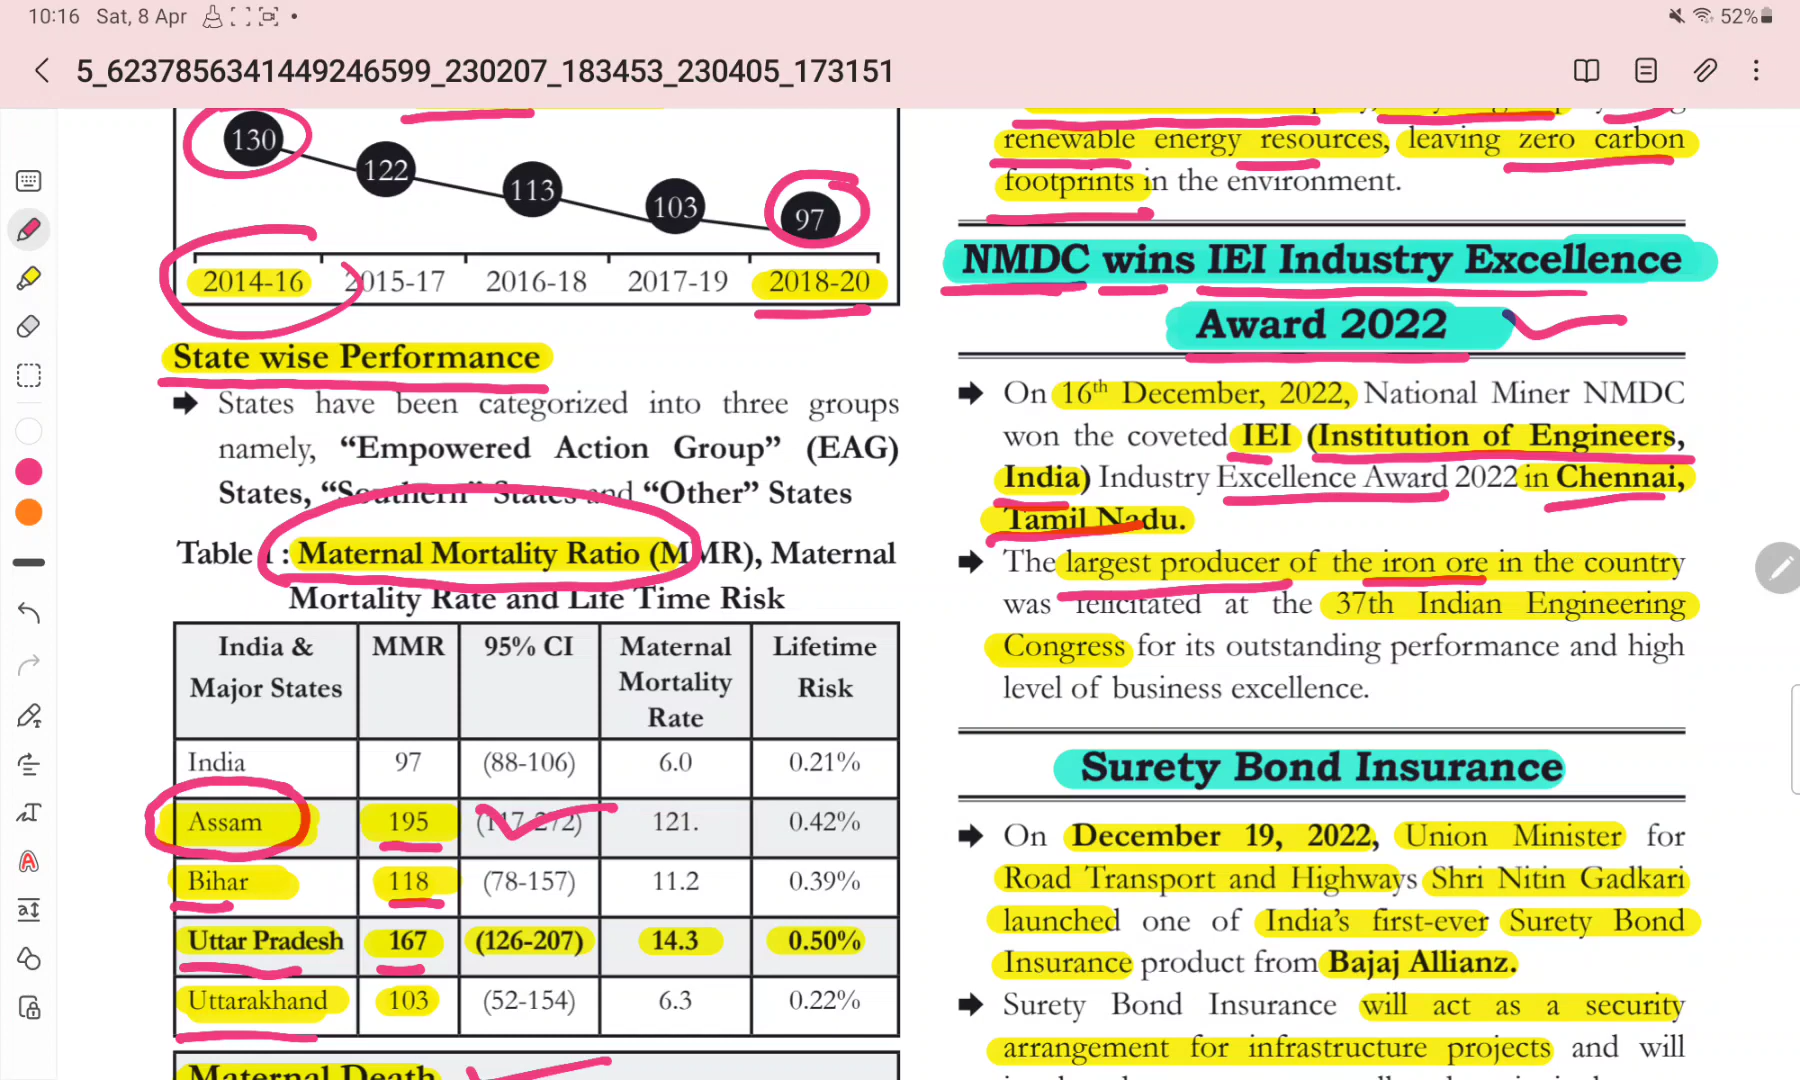 10:16 Sat, 8 Apr
52%
5_6237856341449246599_230207_183453_230405_173151
130
122
113
103
97
2014-16 2015-17 2016-18 2017-19 2018-20
State wise Performance
States have been categorized into three groups
namely, “Empowered Action Group” (EAG)
States, “Southern” States and “Other” States
Table 1: Maternal Mortality Ratio (MMR), Maternal
Mortality Rate and Life Time Risk
India & Major States MMR 95% CI Maternal Mortality Rate Lifetime Risk
India 97 (88-106) 6.0 0.21%
Assam 195 (117-272) 121. 0.42%
Bihar 118 (78-157) 11.2 0.39%
Uttar Pradesh 167 (126-207) 14.3 0.50%
Uttarakhand 103 (52-154) 6.3 0.22%
Maternal Death
renewable energy resources, leaving zero carbon
footprints in the environment.
NMDC wins IEI Industry Excellence
Award 2022
On 16th December, 2022, National Miner NMDC
won the coveted IEI (Institution of Engineers,
India) Industry Excellence Award 2022 in Chennai,
Tamil Nadu.
The largest producer of the iron ore in the country
was felicitated at the 37th Indian Engineering
Congress for its outstanding performance and high
level of business excellence.
Surety Bond Insurance
On December 19, 2022, Union Minister for
Road Transport and Highways Shri Nitin Gadkari
launched one of India’s first-ever Surety Bond
Insurance product from Bajaj Allianz.
Surety Bond Insurance will act as a security
arrangement for infrastructure projects and will